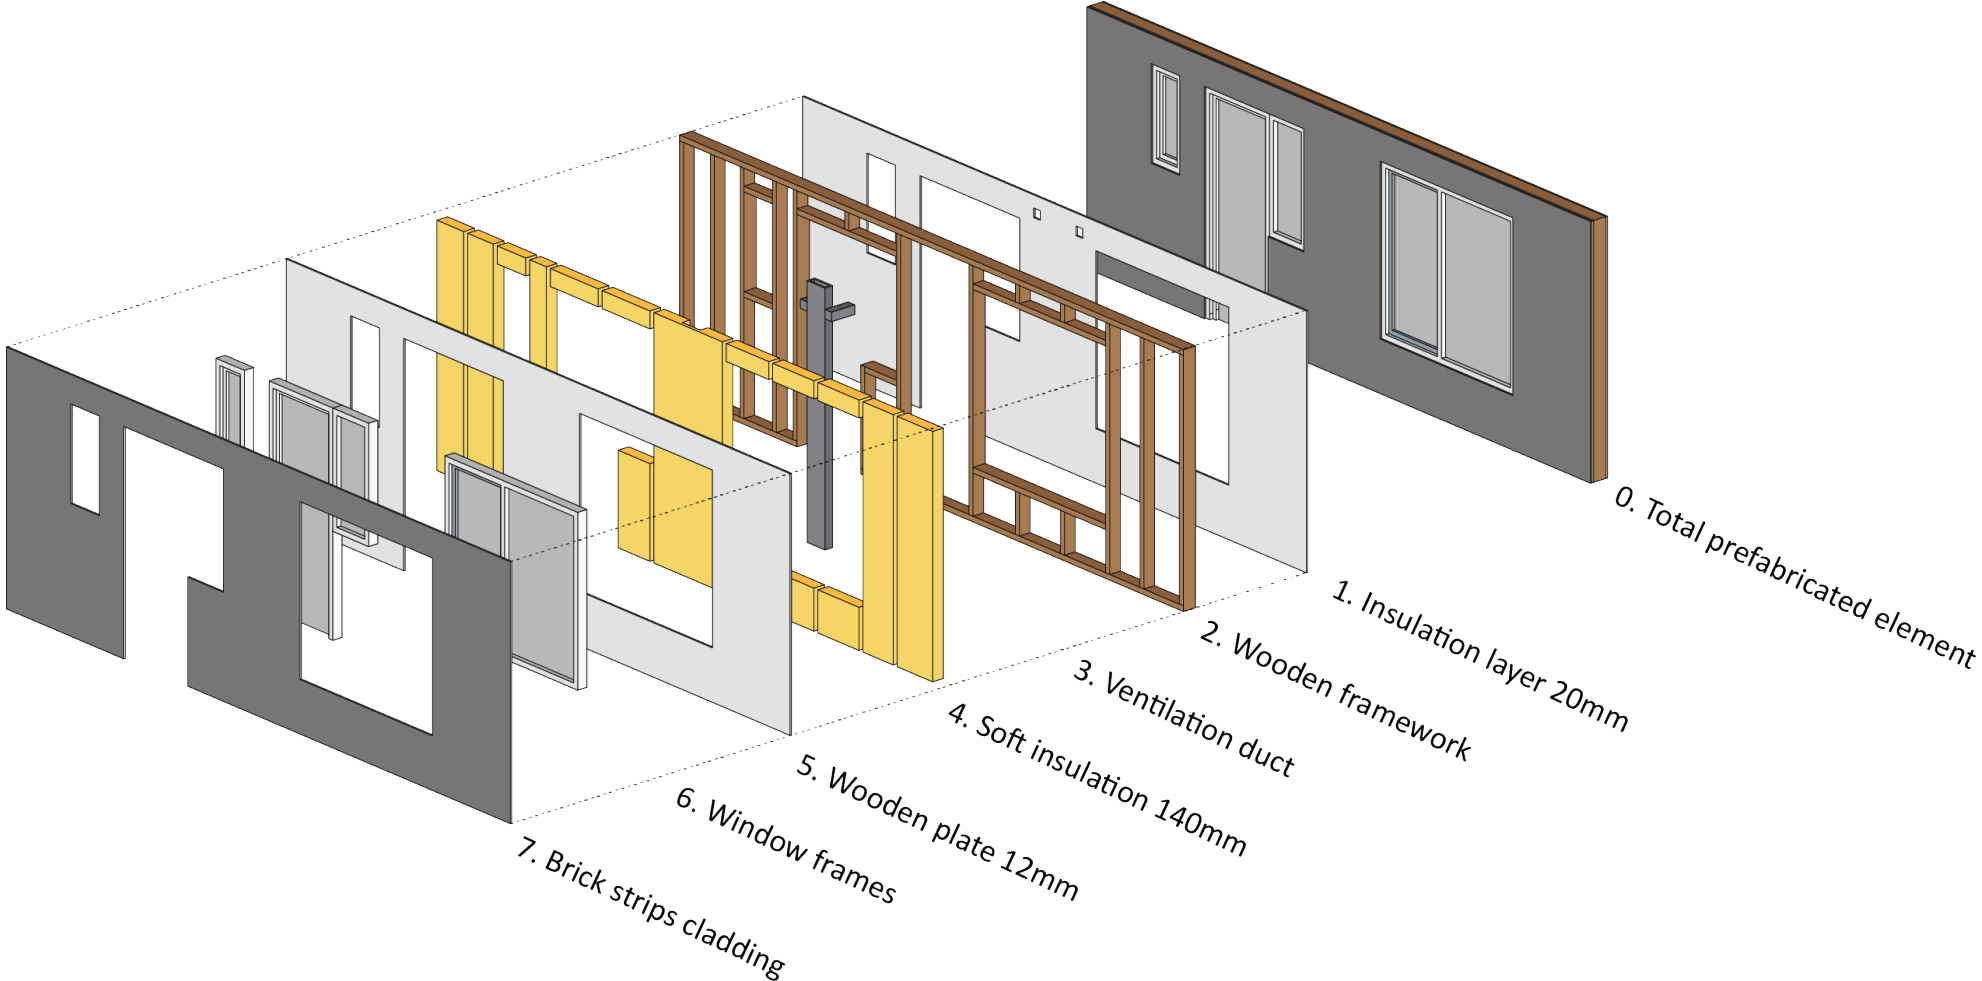 0. Total prefabricated element
1. Insulation layer 20mm
2. Wooden framework
3. Ventilation duct
4. Soft insulation 140mm
5. Wooden plate 12mm
6. Window frames
7. Brick strips cladding